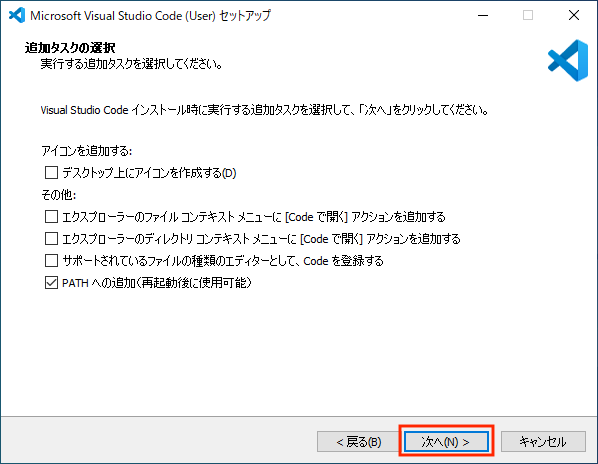 Microsoft Visual Studio Code (User) セットアップ
追加タスクの選択
実行する追加タスクを選択してください。
Visual Studio Code インストール時に実行する追加タスクを選択して、「次へ」をクリックしてください。
アイコンを追加する:
デスクトップ上にアイコンを作成する(D)
その他:
エクスプローラーのファイル コンテキスト メニューに [Code で開く] アクションを追加する
エクスプローラーのディレクトリ コンテキスト メニューに [Code で開く] アクションを追加する
サポートされているファイルの種類のエディターとして、Code を登録する
PATH への追加（再起動後に使用可能）
< 戻る(B) 次へ(N) > キャンセル